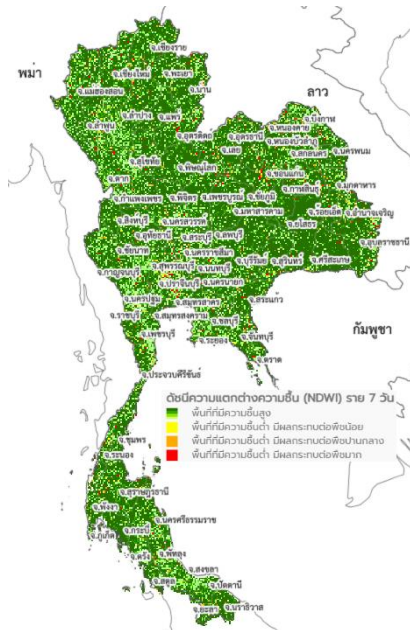 จ.เชียงราย
พม่า
จ.เชียงใหม่
จ.พะเยา
จ.น่าน
จ.แม่ฮ่องสอน
ลาว
จ.ลำปาง
จ.แพร่
จ.ลำพูน
จ.อุตรดิตถ์
จ.บึงกาฬ
จ.หนองคาย
จ.อุดรธานี
จ.หนองบัวลำภู
จ.เลย
จ.สกลนคร
จ.นครพนม
จ.สุโขทัย
จ.พิษณุโลก
จ.ขอนแก่น
จ.ตาก
จ.กาฬสินธุ์
จ.มุกดาหาร
จ.กำแพงเพชร
จ.พิจิตร
จ.เพชรบูรณ์
จ.ชัยภูมิ
จ.มหาสารคาม
จ.ร้อยเอ็ด
จ.อำนาจเจริญ
จ.สิงหบุรี
จ.นครสวรรค์
จ.ยโสธร
จ.อุทัยธานี
จ.สระบุรี
จ.ลพบุรี
จ.อุบลราชธานี
จ.ชัยนาท
จ.นครราชสีมา
จ.บุรีรัมย์
จ.สุรินทร์
จ.ศรีสะเกษ
จ.สุพรรณบุรี
จ.นนทบุรี
จ.กาญจนบุรี
จ.ปราจีนบุรี
จ.นครนายก
จ.นครปฐม
จ.สมุทรสาคร
จ.สระแก้ว
จ.ราชบุรี
จ.สมุทรสงคราม
จ.ชลบุรี
กัมพูชา
จ.เพชรบุรี
จ.ระยอง
จ.จันทบุรี
จ.ตราด
จ.ประจวบคีรีขันธ์
ดัชนีความแตกต่างความชื้น (NDWI) ราย 7 วัน
พื้นที่ที่มีความชื้นสูง
พื้นที่ที่มีความชื้นต่ำ มีผลกระทบต่อพืชน้อย
พื้นที่ที่มีความชื้นต่ำ มีผลกระทบต่อพืชปานกลาง
พื้นที่ที่มีความชื้นต่ำ มีผลกระทบต่อพืชมาก
จ.ชุมพร
จ.ระนอง
จ.สุราษฎรธานี
จ.พังงา
จ.นครศรีธรรมราช
จ.กระบี่
จ.ภูเก็ต
จ.ตรัง
จ.พัทลุง
จ.สงขลา
จ.สตูล
จ.ปัตตานี
จ.ยะลา
จ.นราธิวาส